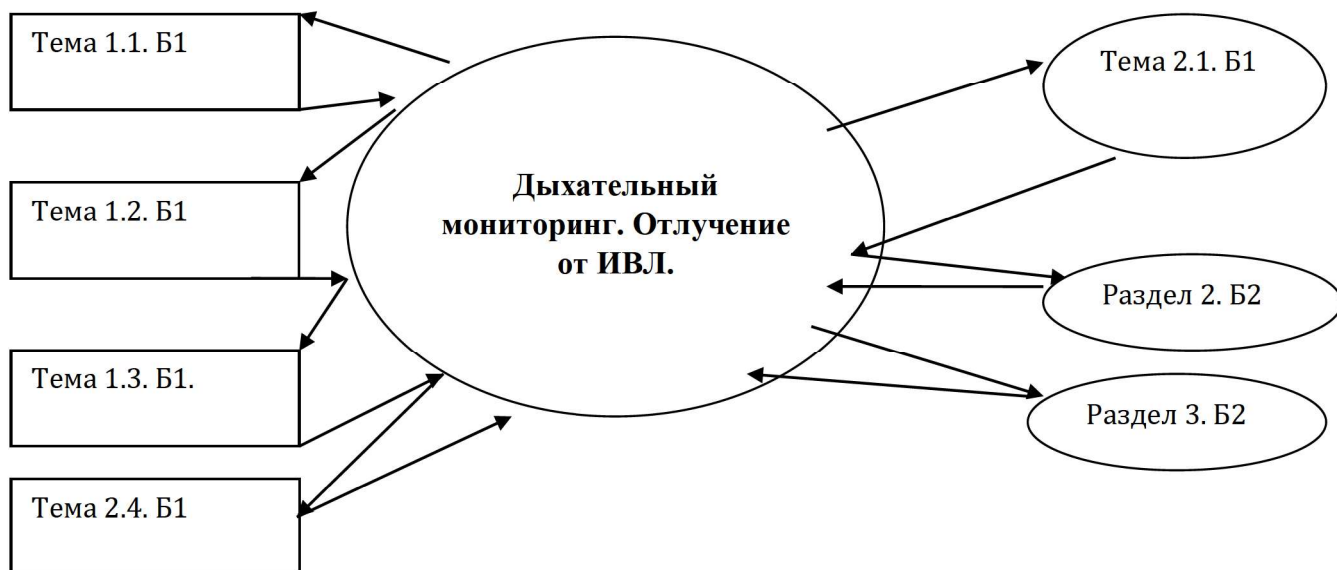 Тема 1.1. Б1
Тема 1.2. Б1
Тема 1.3. Б1.
Тема 2.4. Б1
Дыхательный
мониторинг. Отлучение
от ИВЛ.
Тема 2.1. Б1
Раздел 2. Б2
Раздел 3. Б2